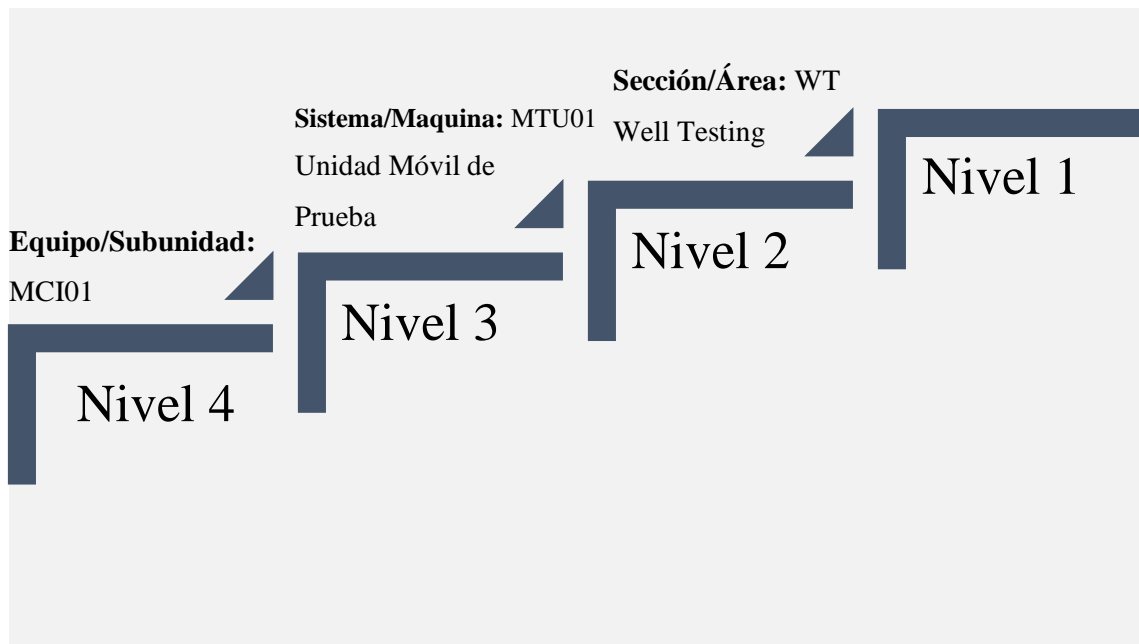 Equipo/Subunidad:
MCI01
Nivel 4
Sistema/Maquina: MTU01
Unidad Móvil de
Prueba
Nivel 3
Sección/Área: WT
Well Testing
Nivel 2
Nivel 1